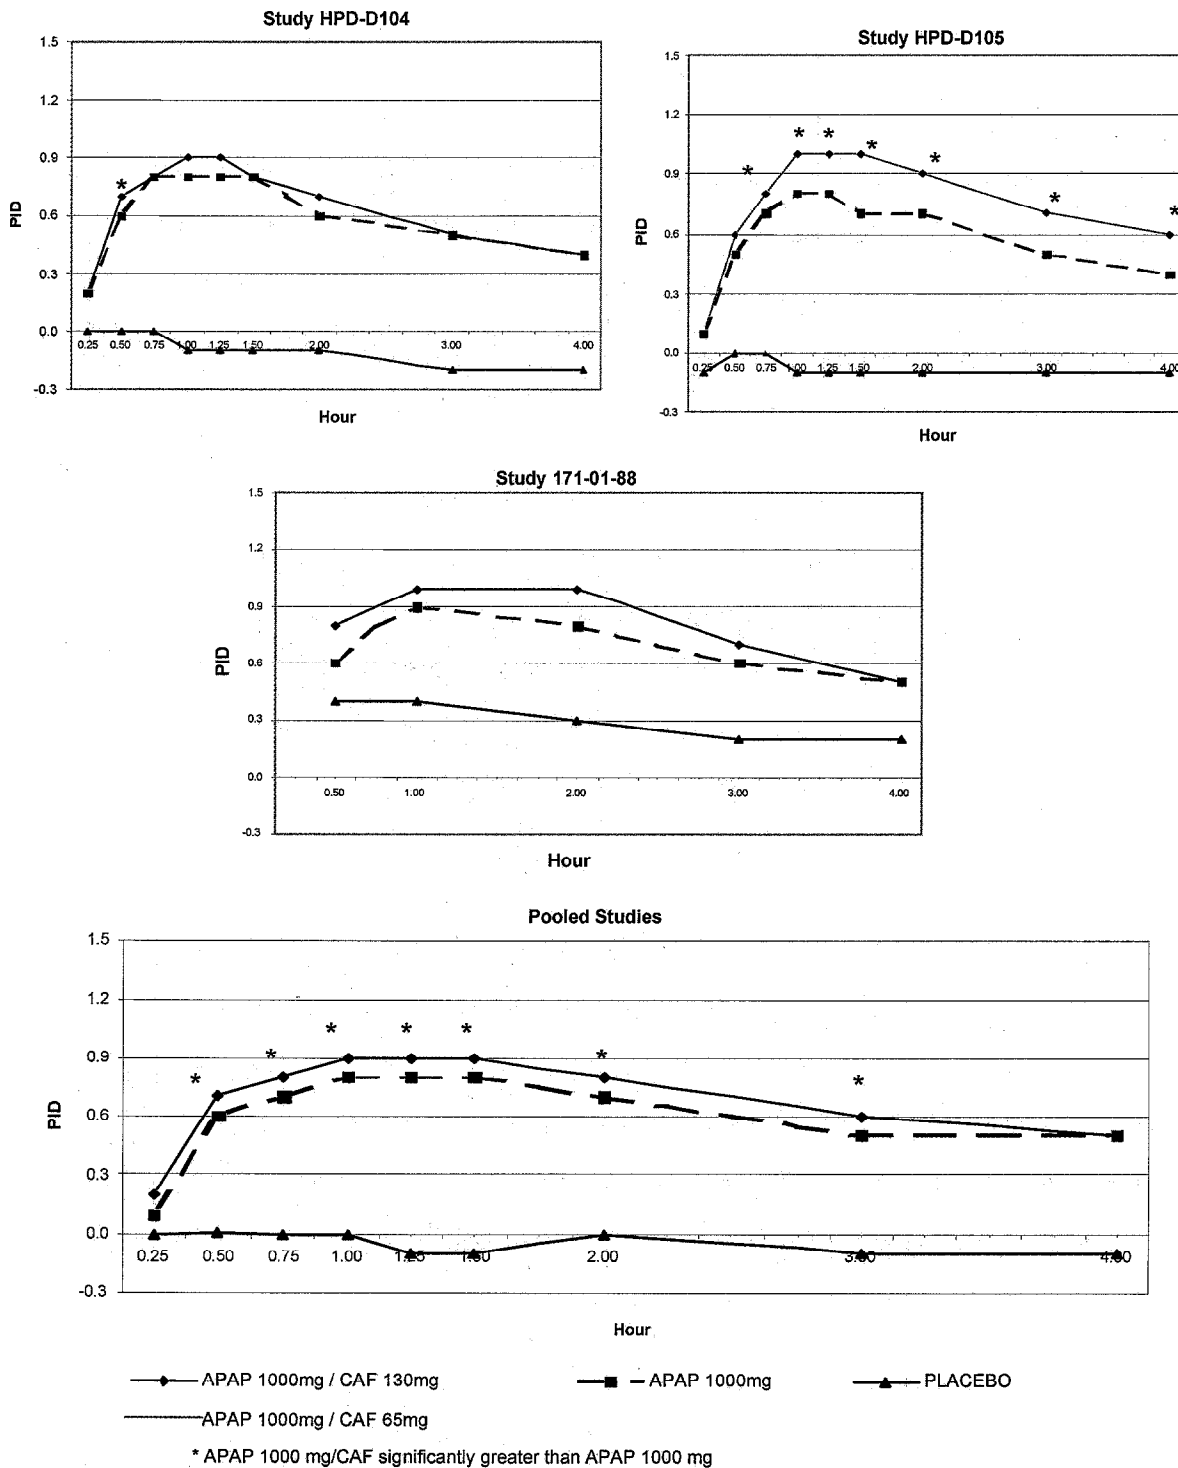 Study HPD-D104
1.5
1.2
0.9
0.6
0.3
0.0
-0.3
PID
*
0.25 0.50 0.75 1.00 1.25 1.50 2.00 3.00 4.00
Hour
Study HPD-D105
1.5
1.2
0.9
0.6
0.3
0.0
-0.3
PID
* * * * * * *
0.25 0.50 0.75 1.00 1.25 1.50 2.00 3.00 4.00
Hour
Study 171-01-88
1.5
1.2
0.9
0.6
0.3
0.0
-0.3
PID
0.50 1.00 2.00 3.00 4.00
Hour
Pooled Studies
1.5
1.2
0.9
0.6
0.3
0.0
-0.3
PID
* * * * * * *
0.25 0.50 0.75 1.00 1.25 1.50 2.00 3.00 4.00
Hour
APAP 1000mg / CAF 130mg APAP 1000mg PLACEBO
APAP 1000mg / CAF 65mg
* APAP 1000 mg/CAF significantly greater than APAP 1000 mg